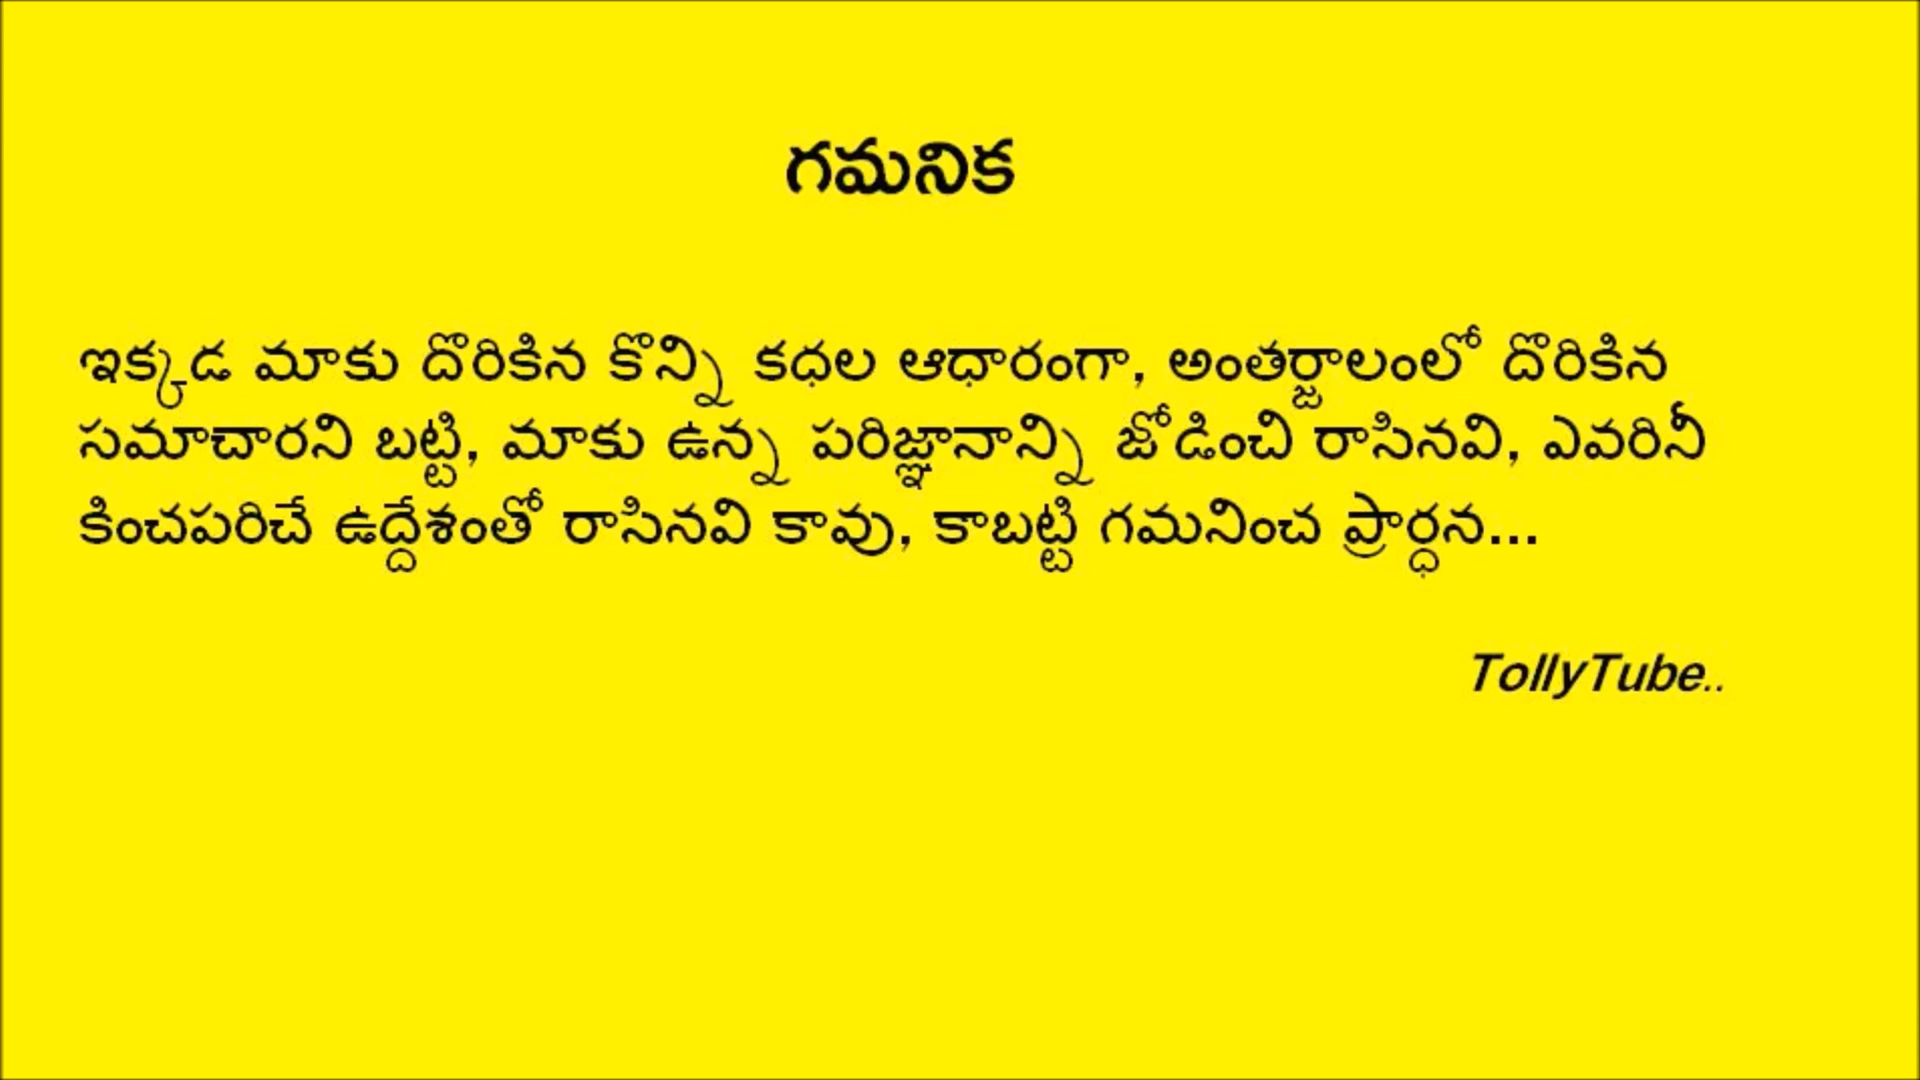 గమనిక
ఇక్కడ మాకు దొరికిన కొన్ని కధల ఆధారంగా, అంతర్జాలంలో దొరికిన
సమాచారని బట్టి, మాకు ఉన్న పరిజ్ఞానాన్ని జోడించి రాసినవి, ఎవరినీ
కించపరిచే ఉద్దేశంతో రాసినవి కావు, కాబట్టి గమనించ ప్రార్ధన...
TollyTube..